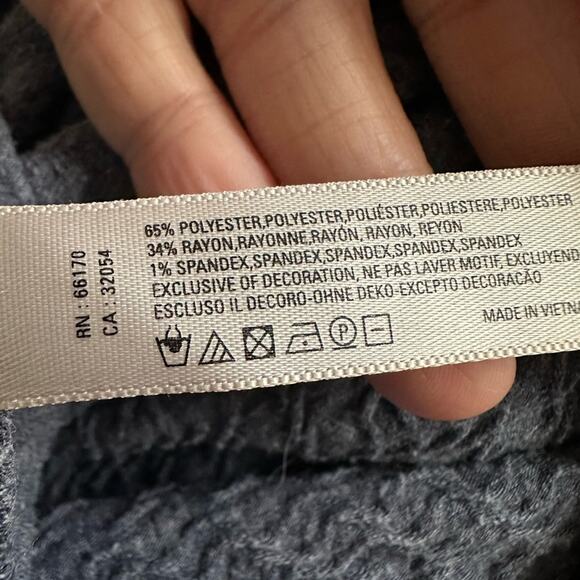 RN : 66170
CA : 32054
65% POLYESTER,POLYESTER,POLIÉSTER,POLIESTERE,POLYESTER
34% RAYON,RAYONNE,RAYÓN, RAYON, REYON
1% SPANDEX,SPANDEX,SPANDEX,SPANDEX,SPANDEX
EXCLUSIVE OF DECORATION, NE PAS LAVER MOTIF, EXCLUYENDO
ESCLUSO IL DECORO-OHNE DEKO-EXCEPTO DECORAÇÃO
P
MADE IN VIETNA